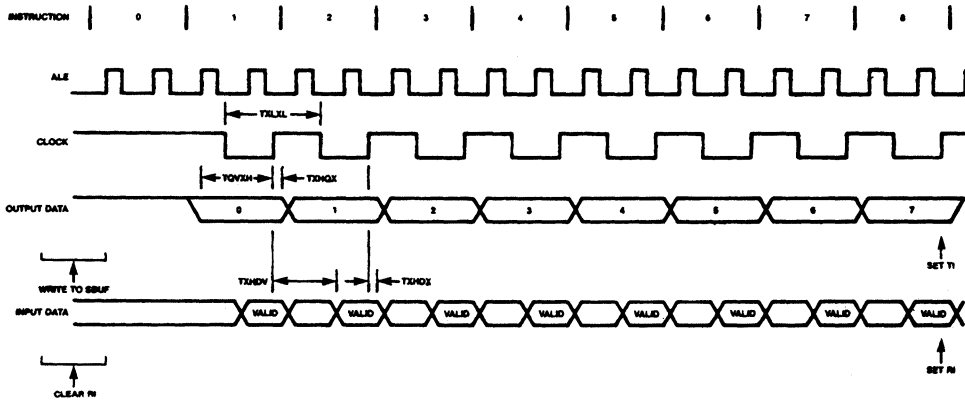 INSTRUCTION 0 1 2 3 4 5 6 7 8
ALE
TXLXL
CLOCK
TQVXH TXHQX
OUTPUT DATA 0 1 2 3 4 5 6 7
SET TI
TXHDV TXHDX
WRITE TO SBUF
INPUT DATA VALID VALID VALID VALID VALID VALID VALID VALID
SET RI
CLEAR RI